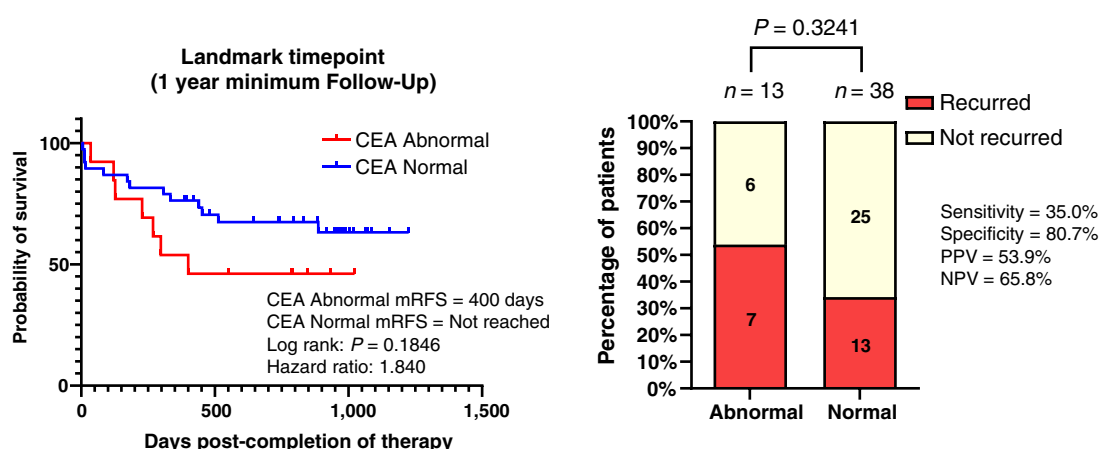 Landmark timepoint
(1 year minimum Follow-Up)
Probability of survival
100
50
0
CEA Abnormal
CEA Normal
CEA Abnormal mRFS = 400 days
CEA Normal mRFS = Not reached
Log rank: P = 0.1846
Hazard ratio: 1.840
0
500
1,000
1,500
Days post-completion of therapy
P = 0.3241
n = 13
n = 38
Recurred
Not recurred
Percentage of patients
100%
90%
80%
70%
60%
50%
40%
30%
20%
10%
0%
6
7
25
13
Abnormal
Normal
Sensitivity = 35.0%
Specificity = 80.7%
PPV = 53.9%
NPV = 65.8%